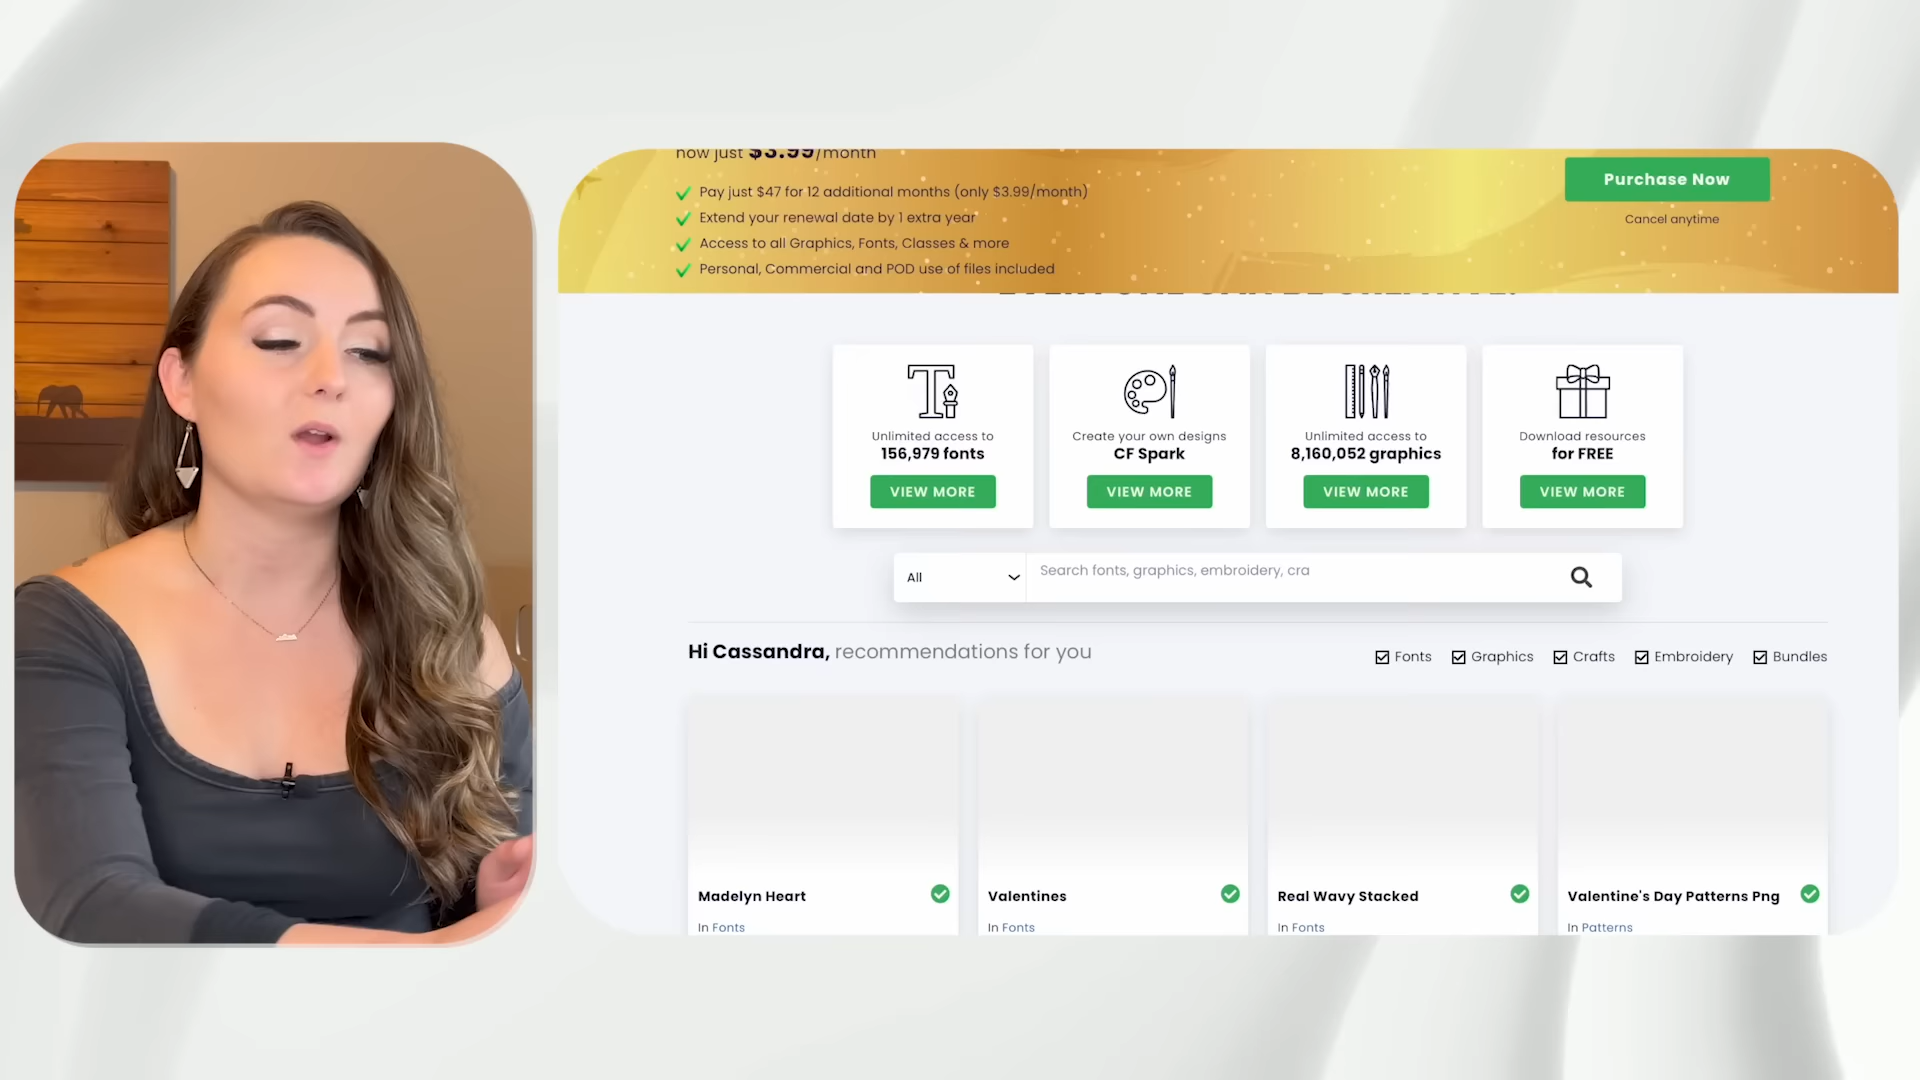 now just $3.99/month
Pay just $47 for 12 additional months (only $3.99/month)
Extend your renewal date by 1 extra year
Access to all Graphics, Fonts, Classes & more
Personal, Commercial and POD use of files included
Purchase Now
Cancel anytime
Unlimited access to
156,979 fonts
VIEW MORE
Create your own designs
CF Spark
VIEW MORE
Unlimited access to
8,160,052 graphics
VIEW MORE
Download resources
for FREE
VIEW MORE
All
Search fonts, graphics, embroidery, cra
Hi Cassandra, recommendations for you
Fonts
Graphics
Crafts
Embroidery
Bundles
Madelyn Heart
In Fonts
Valentines
In Fonts
Real Wavy Stacked
In Fonts
Valentine's Day Patterns Png
In Patterns